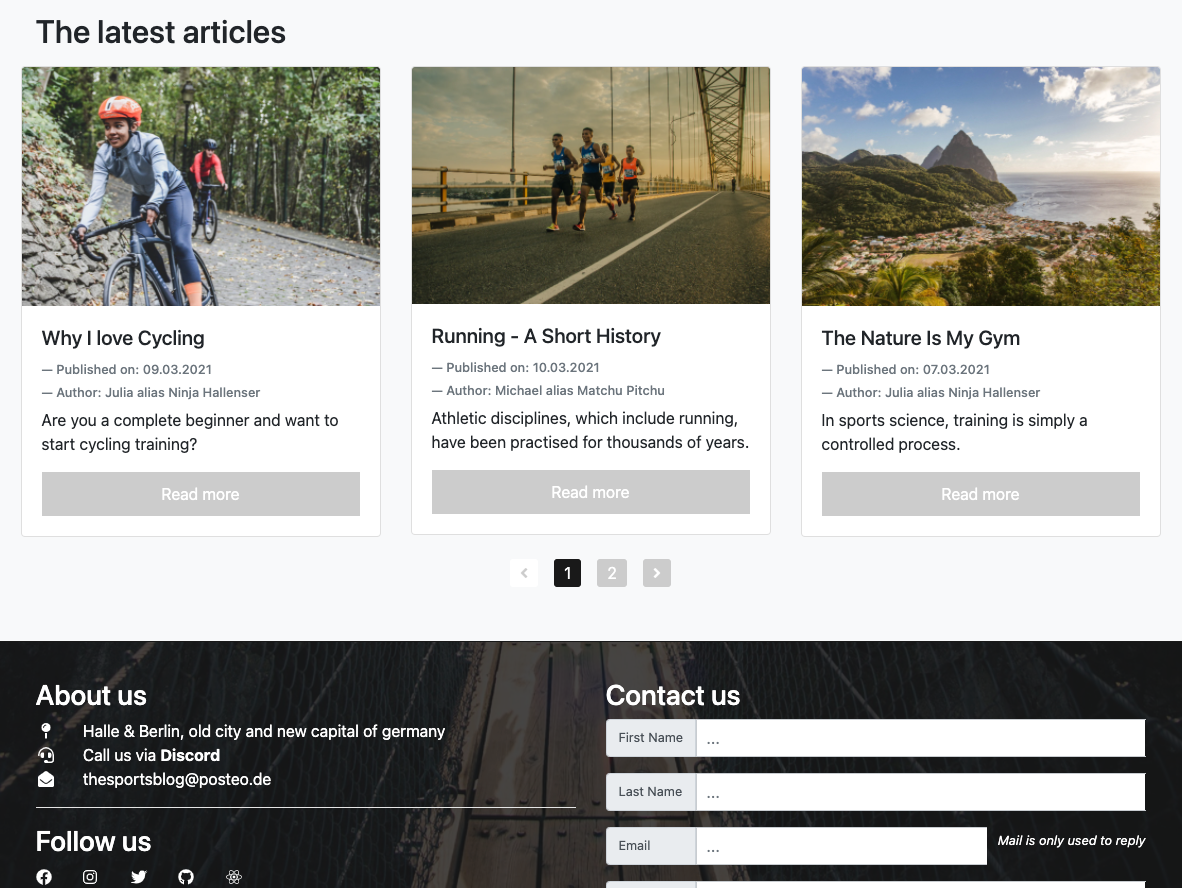 The latest articles
Why I love Cycling
— Published on: 09.03.2021
— Author: Julia alias Ninja Hallenser
Are you a complete beginner and want to
start cycling training?
Read more
Running - A Short History
— Published on: 10.03.2021
— Author: Michael alias Matchu Pitchu
Athletic disciplines, which include running,
have been practised for thousands of years.
Read more
The Nature Is My Gym
— Published on: 07.03.2021
— Author: Julia alias Ninja Hallenser
In sports science, training is simply a
controlled process.
Read more
1 2
About us
Halle & Berlin, old city and new capital of germany
Call us via Discord
thesportsblog@posteo.de
Follow us
Contact us
First Name ...
Last Name ...
Email ... Mail is only used to reply